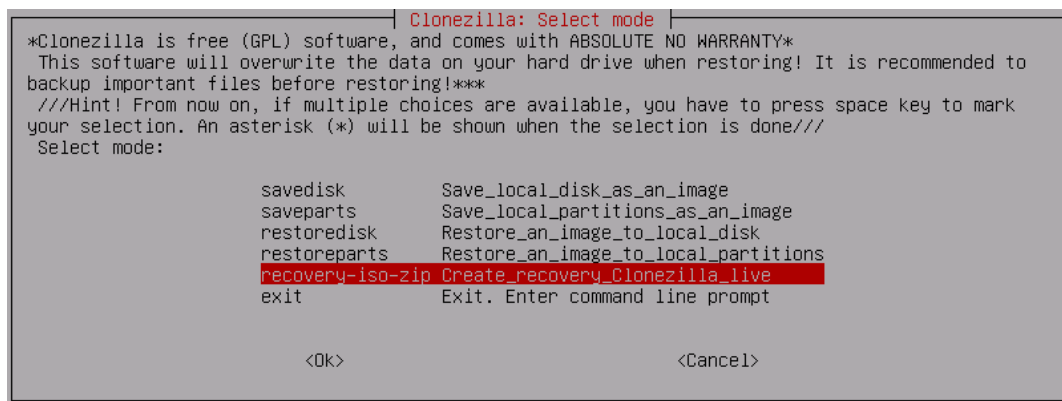 Clonezilla: Select mode
*Clonezilla is free (GPL) software, and comes with ABSOLUTE NO WARRANTY*
This software will overwrite the data on your hard drive when restoring! It is recommended to
backup important files before restoring!***
///Hint! From now on, if multiple choices are available, you have to press space key to mark
your selection. An asterisk (*) will be shown when the selection is done///
Select mode:
savedisk Save_local_disk_as_an_image
saveparts Save_local_partitions_as_an_image
restoredisk Restore_an_image_to_local_disk
restoreparts Restore_an_image_to_local_partitions
recovery-iso-zip Create_recovery_Clonezilla_live
exit Exit. Enter command line prompt
<Ok> <Cancel>